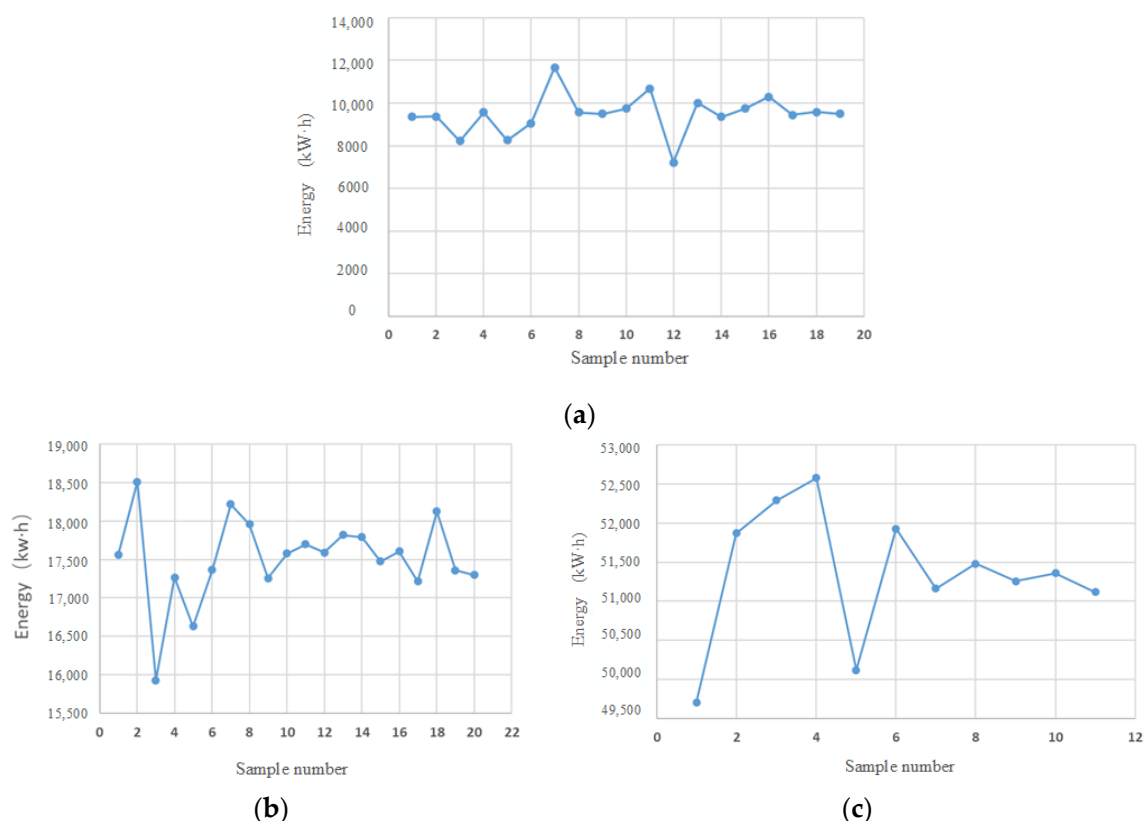 14,000
12,000
10,000
8000
6000
4000
2000
0
Energy (kW·h)
0 2 4 6 8 10 12 14 16 18 20
Sample number
(a)
19,000
18,500
18,000
17,500
17,000
16,500
16,000
15,500
Energy (kw·h)
0 2 4 6 8 10 12 14 16 18 20 22
Sample number
(b)
53,000
52,500
52,000
51,500
51,000
50,500
50,000
49,500
Energy (kW·h)
0 2 4 6 8 10 12
Sample number
(c)